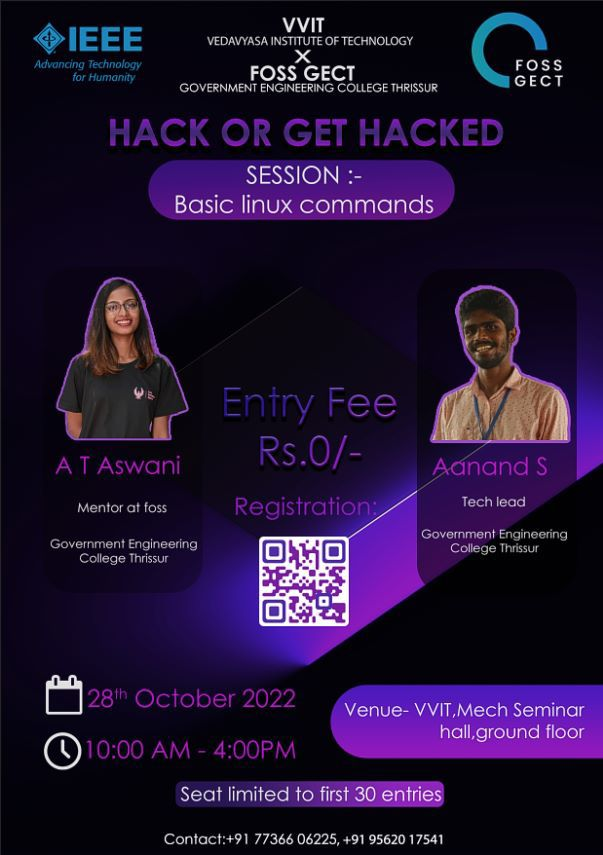 IEEE
Advancing Technology
for Humanity
VVIT
VEDAVYASA INSTITUTE OF TECHNOLOGY
X
FOSS GECT
GOVERNMENT ENGINEERING COLLEGE THRISSUR
FOSS
GECT
HACK OR GET HACKED
SESSION :-
Basic linux commands
Entry Fee
Rs.0/-
A T Aswani
Mentor at foss
Government Engineering
College Thrissur
Aanand S
Tech lead
Government Engineering
College Thrissur
Registration:
28th October 2022
10:00 AM - 4:00PM
Venue- VVIT,Mech Seminar
hall,ground floor
Seat limited to first 30 entries
Contact:+91 77366 06225, +91 95620 17541